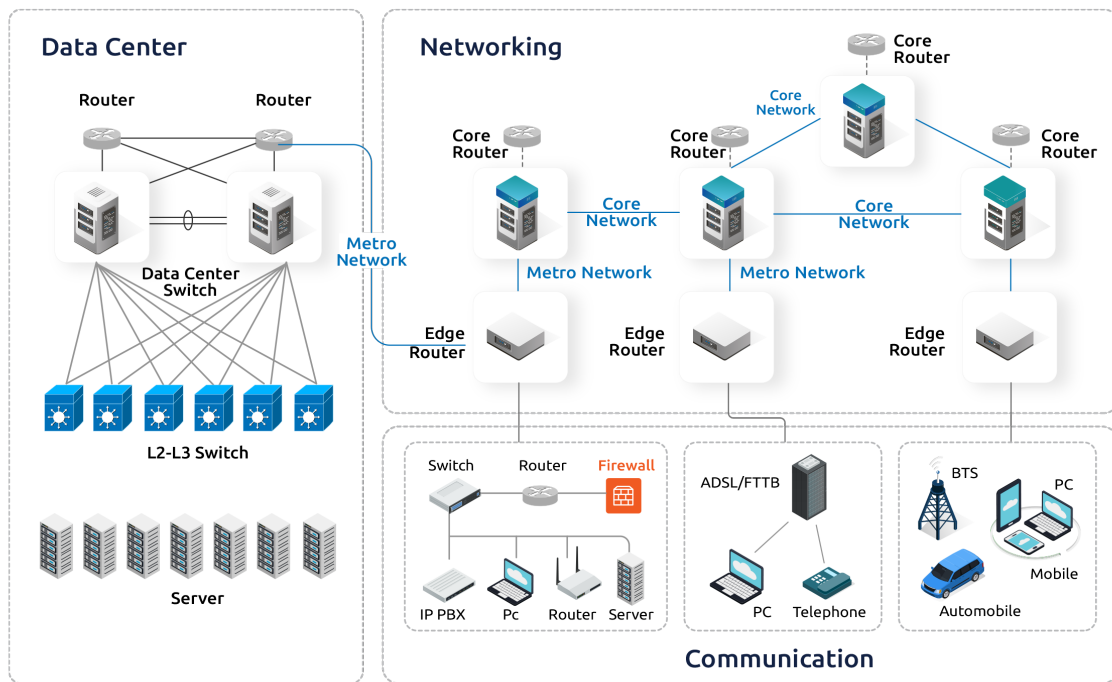 Data Center
Router
Router
Data Center
Switch
L2-L3 Switch
Server
Metro
Network
Networking
Core
Router
Core
Network
Core
Router
Core
Router
Core
Router
Core
Network
Core
Network
Metro Network
Metro Network
Edge
Router
Edge
Router
Edge
Router
Switch
Router
Firewall
IP PBX
Pc
Router
Server
ADSL/FTTB
PC
Telephone
BTS
PC
Mobile
Automobile
Communication